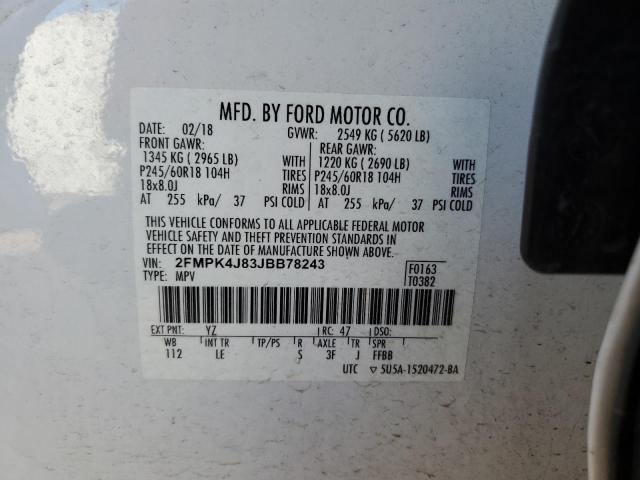 MFD. BY FORD MOTOR CO.
DATE: 02/18 GVWR: 2549 KG ( 5620 LB)
FRONT GAWR: REAR GAWR:
1345 KG ( 2965 LB) WITH 1220 KG ( 2690 LB) WITH
P245/60R18 104H TIRES P245/60R18 104H TIRES
18x8.0J RIMS 18x8.0J RIMS
AT 255 kPa/ 37 PSI COLD AT 255 kPa/ 37 PSI COLD
THIS VEHICLE CONFORMS TO ALL APPLICABLE FEDERAL MOTOR
VEHICLE SAFETY AND THEFT PREVENTION STANDARDS IN
EFFECT ON THE DATE OF MANUFACTURE SHOWN ABOVE.
VIN: 2FMPK4J83JBB78243 F0163
TYPE: MPV T0382
EXT PNT: YZ RC: 47 DSO:
WB INT TR TP/PS R AXLE TR SPR
112 LE S 3F J FFBB
UTC ▽ 5U5A-1520472-BA